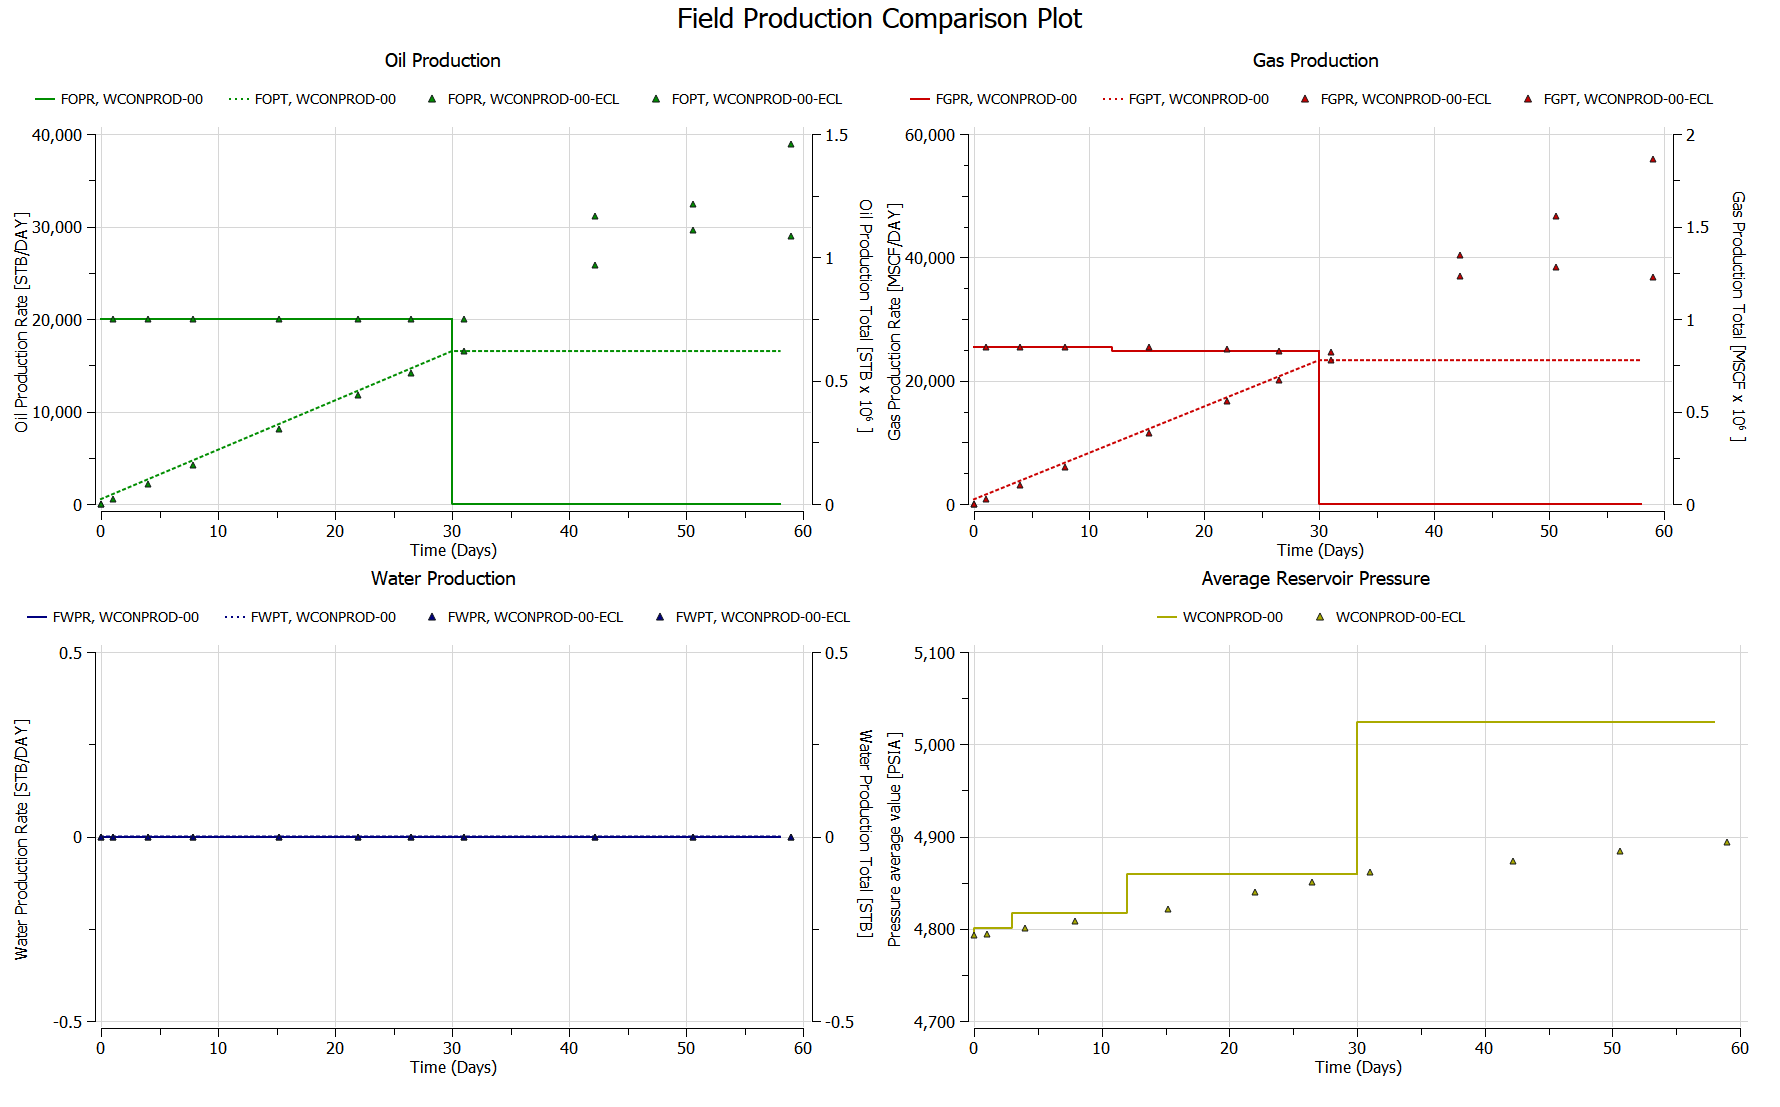 Field Production Comparison Plot
Oil Production
FOPR, WCONPROD-00
FOPT, WCONPROD-00
FOPR, WCONPROD-00-ECL
FOPT, WCONPROD-00-ECL
40,000
30,000
20,000
10,000
0
Oil Production Rate [STB/DAY]
1.5
1
0.5
0
Oil Production Total [STB x 10⁶ ]
0 10 20 30 40 50 60
Time (Days)
Gas Production
FGPR, WCONPROD-00
FGPT, WCONPROD-00
FGPR, WCONPROD-00-ECL
FGPT, WCONPROD-00-ECL
60,000
40,000
20,000
0
Gas Production Rate [MSCF/DAY]
2
1.5
1
0.5
0
Gas Production Total [MSCF x 10⁶ ]
0 10 20 30 40 50 60
Time (Days)
Water Production
FWPR, WCONPROD-00
FWPT, WCONPROD-00
FWPR, WCONPROD-00-ECL
FWPT, WCONPROD-00-ECL
0.5
0
-0.5
Water Production Rate [STB/DAY]
0.5
0
-0.5
Water Production Total [STB]
0 10 20 30 40 50 60
Time (Days)
Average Reservoir Pressure
WCONPROD-00
WCONPROD-00-ECL
5,100
5,000
4,900
4,800
4,700
Pressure average value [PSIA]
0 10 20 30 40 50 60
Time (Days)